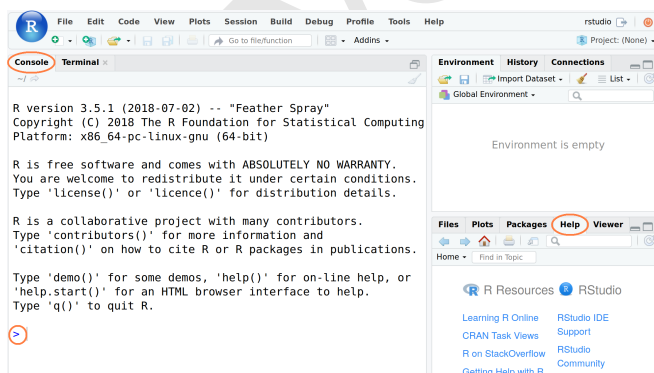 R
File Edit Code View Plots Session Build Debug Profile Tools Help
rstudio
Go to file/function
Addins
Project: (None)
Console Terminal
~/
R version 3.5.1 (2018-07-02) -- "Feather Spray"
Copyright (C) 2018 The R Foundation for Statistical Computing
Platform: x86_64-pc-linux-gnu (64-bit)
R is free software and comes with ABSOLUTELY NO WARRANTY.
You are welcome to redistribute it under certain conditions.
Type 'license()' or 'licence()' for distribution details.
R is a collaborative project with many contributors.
Type 'contributors()' for more information and
'citation()' on how to cite R or R packages in publications.
Type 'demo()' for some demos, 'help()' for on-line help, or
'help.start()' for an HTML browser interface to help.
Type 'q()' to quit R.
>
Environment History Connections
Import Dataset
List
Global Environment
Environment is empty
Files Plots Packages Help Viewer
Home
Find in Topic
R R Resources R RStudio
Learning R Online
CRAN Task Views
R on StackOverflow
Getting Help with R
RStudio IDE
Support
RStudio
Community